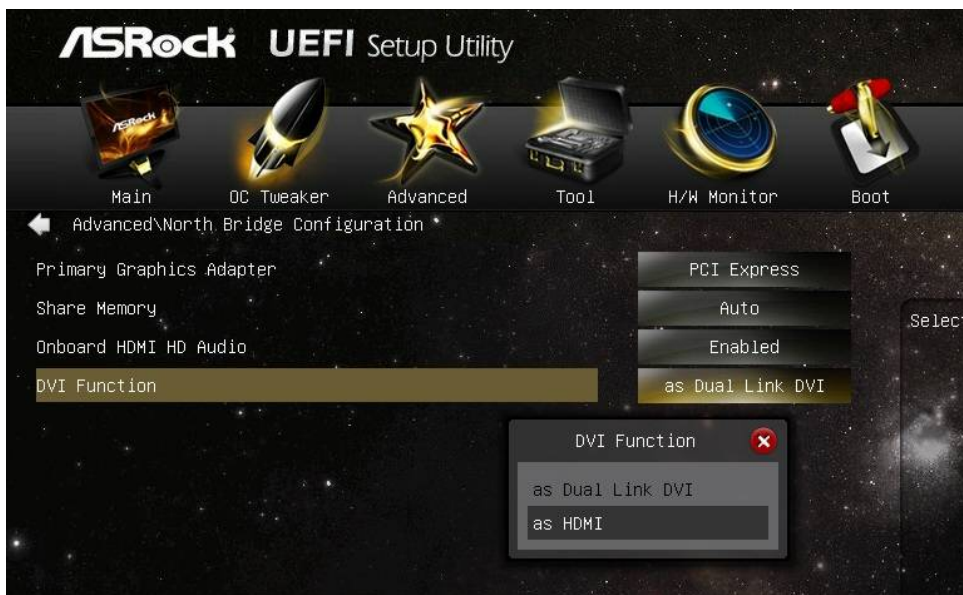 ASRock UEFI Setup Utility
ASRock
Main OC Tweaker Advanced Tool H/W Monitor Boot
Advanced\North Bridge Configuration
Primary Graphics Adapter PCI Express
Share Memory Auto
Selec
Onboard HDMI HD Audio Enabled
DVI Function as Dual Link DVI
DVI Function
as Dual Link DVI
as HDMI